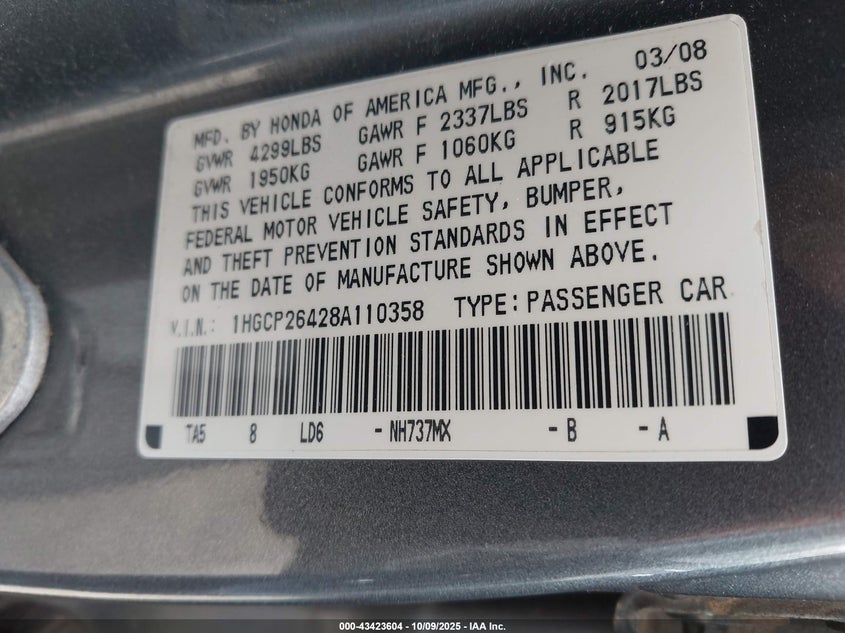 03/08
MFD. BY HONDA OF AMERICA MFG., INC.
GVWR 4299LBS GAWR F 2337LBS R 2017LBS
GVWR 1950KG GAWR F 1060KG R 915KG
THIS VEHICLE CONFORMS TO ALL APPLICABLE
FEDERAL MOTOR VEHICLE SAFETY, BUMPER,
AND THEFT PREVENTION STANDARDS IN EFFECT
ON THE DATE OF MANUFACTURE SHOWN ABOVE.
V.I.N.: 1HGCP26428A110358 TYPE:PASSENGER CAR
TA5 8 LD6 -NH737MX -B -A
000-43423604 | 10/09/2025 - IAA Inc.